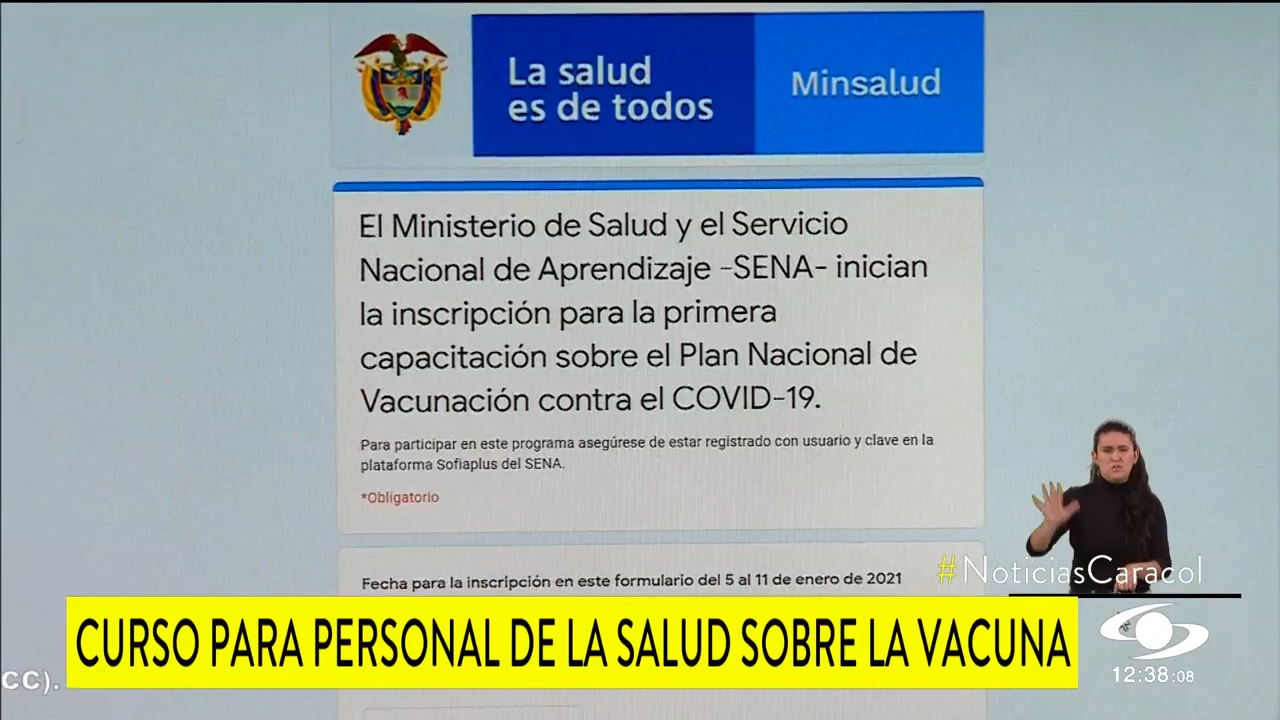 La salud
es de todos
Minsalud
El Ministerio de Salud y el Servicio
Nacional de Aprendizaje -SENA- inician
la inscripción para la primera
capacitación sobre el Plan Nacional de
Vacunación contra el COVID-19.
Para participar en este programa asegúrese de estar registrado con usuario y clave en la
plataforma Sofiaplus del SENA.
*Obligatorio
Fecha para la inscripción en este formulario del 5 al 11 de enero de 2021
#NoticiasCaracol
CURSO PARA PERSONAL DE LA SALUD SOBRE LA VACUNA
CC).
12:38:08